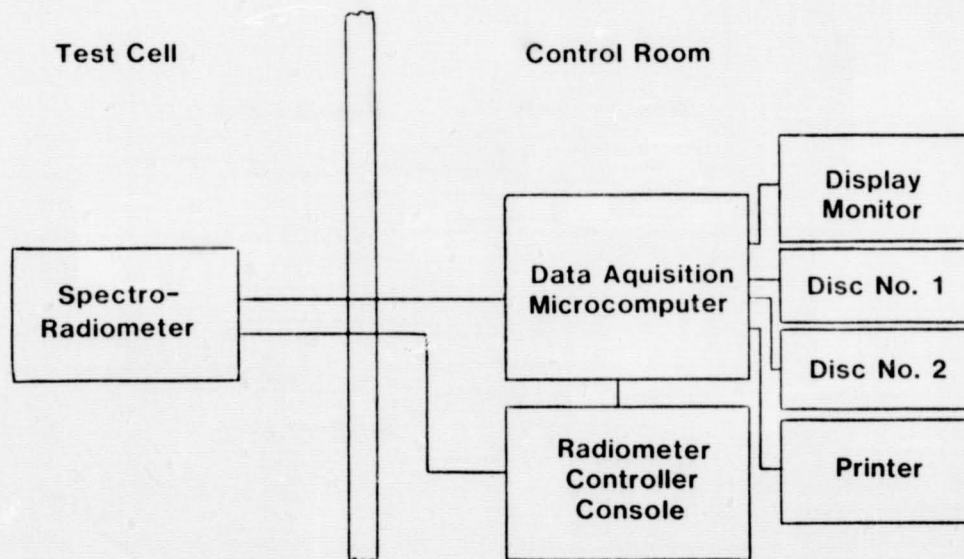 Test Cell
Control Room
Spectro-
Radiometer
Data Aquisition
Microcomputer
Display
Monitor
Disc No. 1
Disc No. 2
Radiometer
Controller
Console
Printer